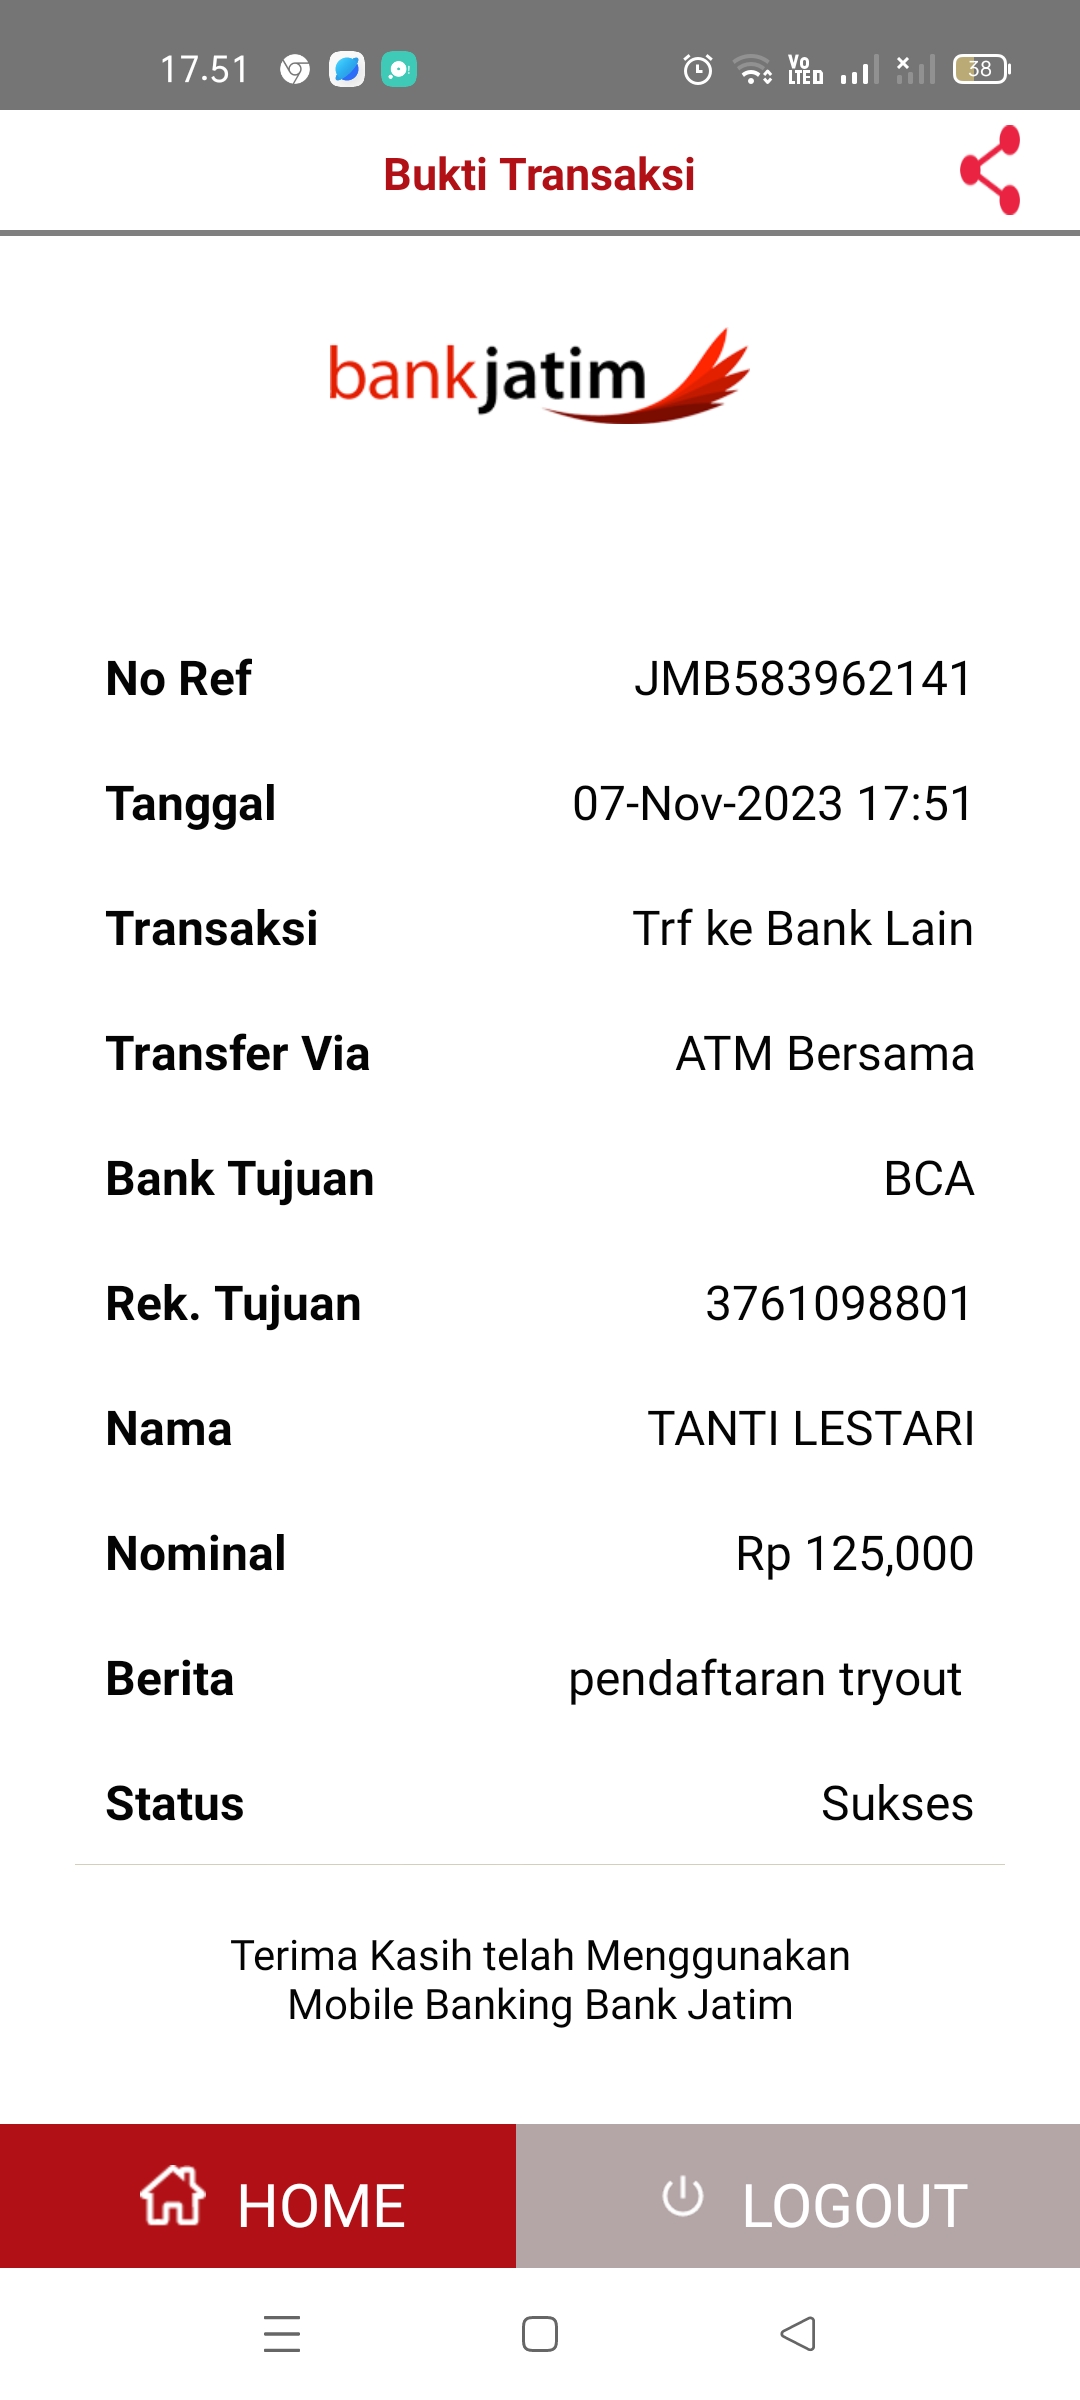 17.51
Vo
LTE
38
Bukti Transaksi
bankjatim
No Ref JMB583962141
Tanggal 07-Nov-2023 17:51
Transaksi Trf ke Bank Lain
Transfer Via ATM Bersama
Bank Tujuan BCA
Rek. Tujuan 3761098801
Nama TANTI LESTARI
Nominal Rp 125,000
Berita pendaftaran tryout
Status Sukses
Terima Kasih telah Menggunakan
Mobile Banking Bank Jatim
HOME LOGOUT